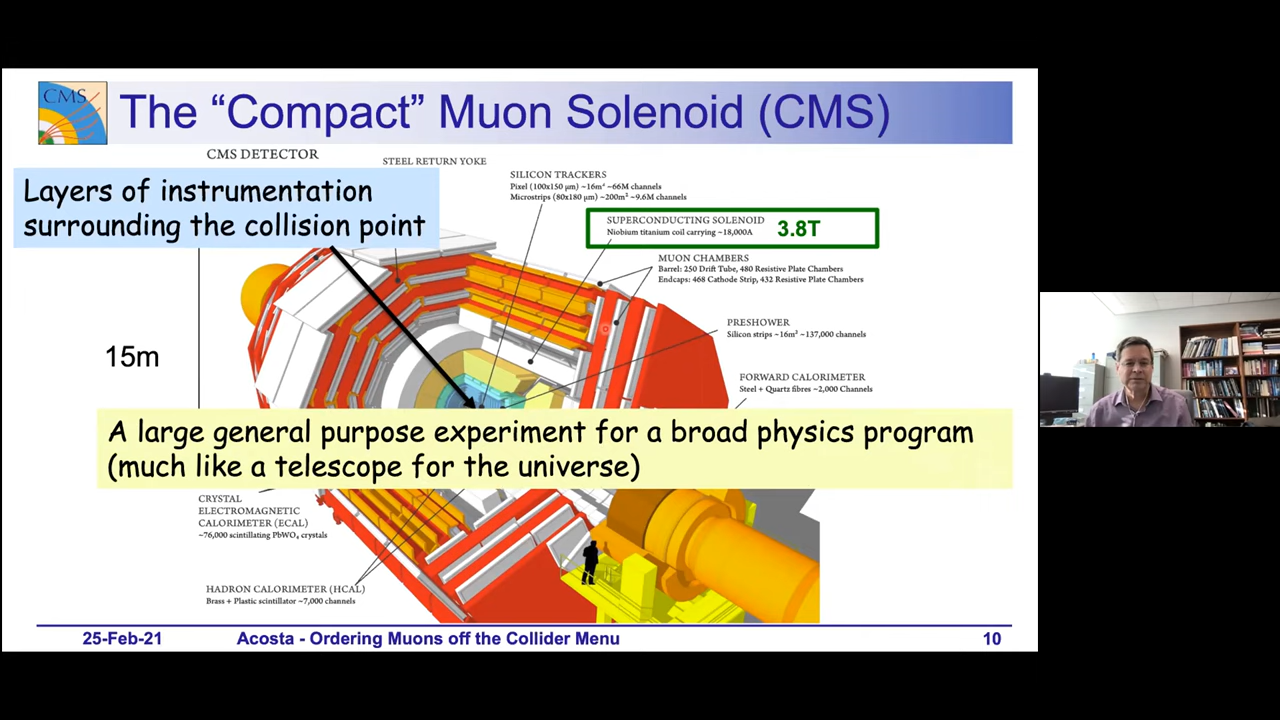 CMS
The “Compact” Muon Solenoid (CMS)
CMS DETECTOR
STEEL RETURN YOKE
Layers of instrumentation
surrounding the collision point
SILICON TRACKERS
Pixel (100x150 μm) ~16m² ~66M channels
Microstrips (80x180 μm) ~200m² ~9.6M channels
SUPERCONDUCTING SOLENOID
Niobium titanium coil carrying ~18,000A
3.8T
MUON CHAMBERS
Barrel: 250 Drift Tube, 480 Resistive Plate Chambers
Endcaps: 468 Cathode Strip, 432 Resistive Plate Chambers
PRESHOWER
Silicon strips ~16m² ~137,000 channels
15m
FORWARD CALORIMETER
Steel + Quartz fibres ~2,000 Channels
A large general purpose experiment for a broad physics program
(much like a telescope for the universe)
CRYSTAL
ELECTROMAGNETIC
CALORIMETER (ECAL)
~76,000 scintillating PbWO₄ crystals
HADRON CALORIMETER (HCAL)
Brass + Plastic scintillator ~7,000 channels
25-Feb-21
Acosta - Ordering Muons off the Collider Menu
10